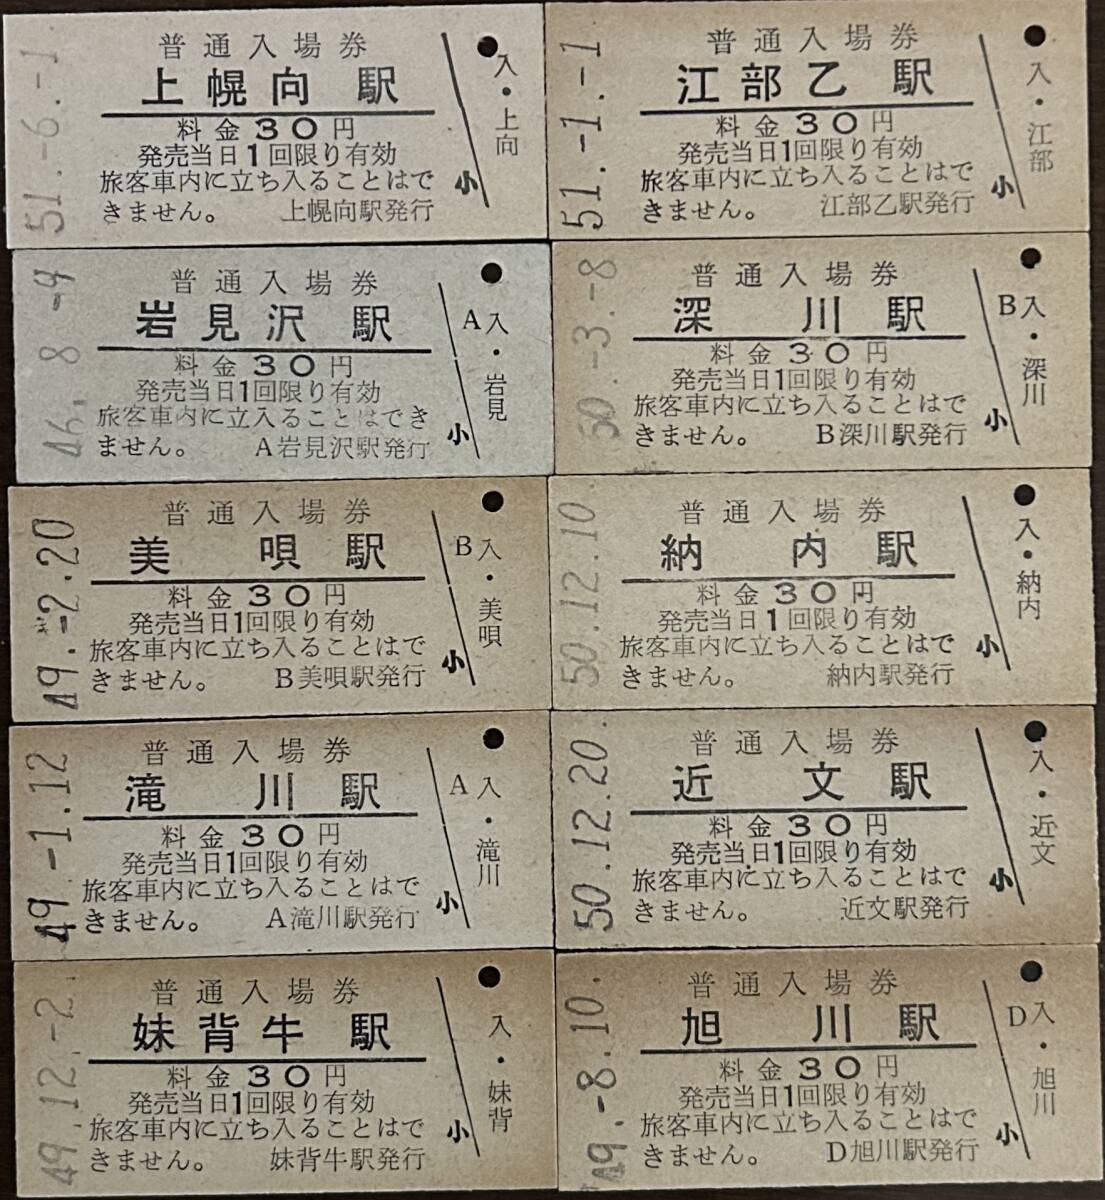 51.-6.-1.
普通入場券
上幌向駅
料金30円
発売当日1回限り有効
旅客車内に立ち入ることはで
きません。 上幌向駅発行
小
入・上向
51.-1.-1
普通入場券
江部乙駅
料金30円
発売当日1回限り有効
旅客車内に立ち入ることはで
きません。 江部乙駅発行
小
入・江部
46.-8.-9
普通入場券
岩見沢駅
料金30円
発売当日1回限り有効
旅客車内に立入ることはでき
ません。 A岩見沢駅発行
小
A入・岩見
50.-3.-8
普通入場券
深川駅
料金30円
発売当日1回限り有効
旅客車内に立ち入ることはで
きません。 B深川駅発行
小
B入・深川
49.-2.20
普通入場券
美唄駅
料金30円
発売当日1回限り有効
旅客車内に立ち入ることはで
きません。 B美唄駅発行
小
B入・美唄
50.12.10.
普通入場券
納内駅
料金30円
発売当日1回限り有効
旅客車内に立ち入ることはで
きません。 納内駅発行
小
入・納内
49.-1.12
普通入場券
滝川駅
料金30円
発売当日1回限り有効
旅客車内に立ち入ることはで
きません。 A滝川駅発行
小
A入・滝川
50.12.20.
普通入場券
近文駅
料金30円
発売当日1回限り有効
旅客車内に立ち入ることはで
きません。 近文駅発行
小
入・近文
49.12.-2.
普通入場券
妹背牛駅
料金30円
発売当日1回限り有効
旅客車内に立ち入ることはで
きません。 妹背牛駅発行
小
入・妹背
49.-8.10.
普通入場券
旭川駅
料金30円
発売当日1回限り有効
旅客車内に立ち入ることはで
きません。 D旭川駅発行
小
D入・旭川